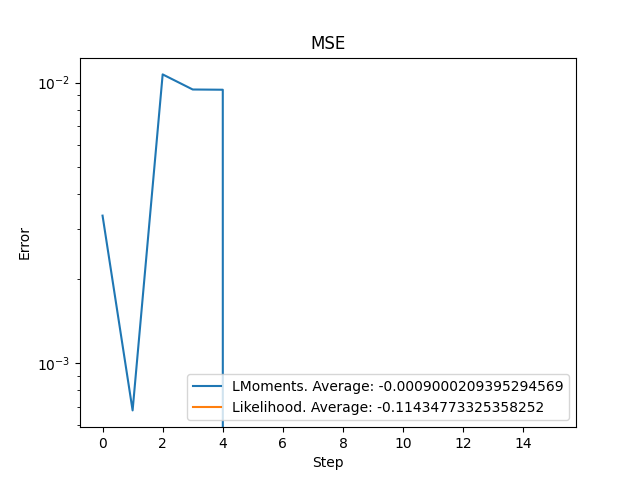 MSE
10⁻²
10⁻³
Error
LMoments. Average: -0.0009000209395294569
Likelihood. Average: -0.11434773325358252
0 2 4 6 8 10 12 14
Step